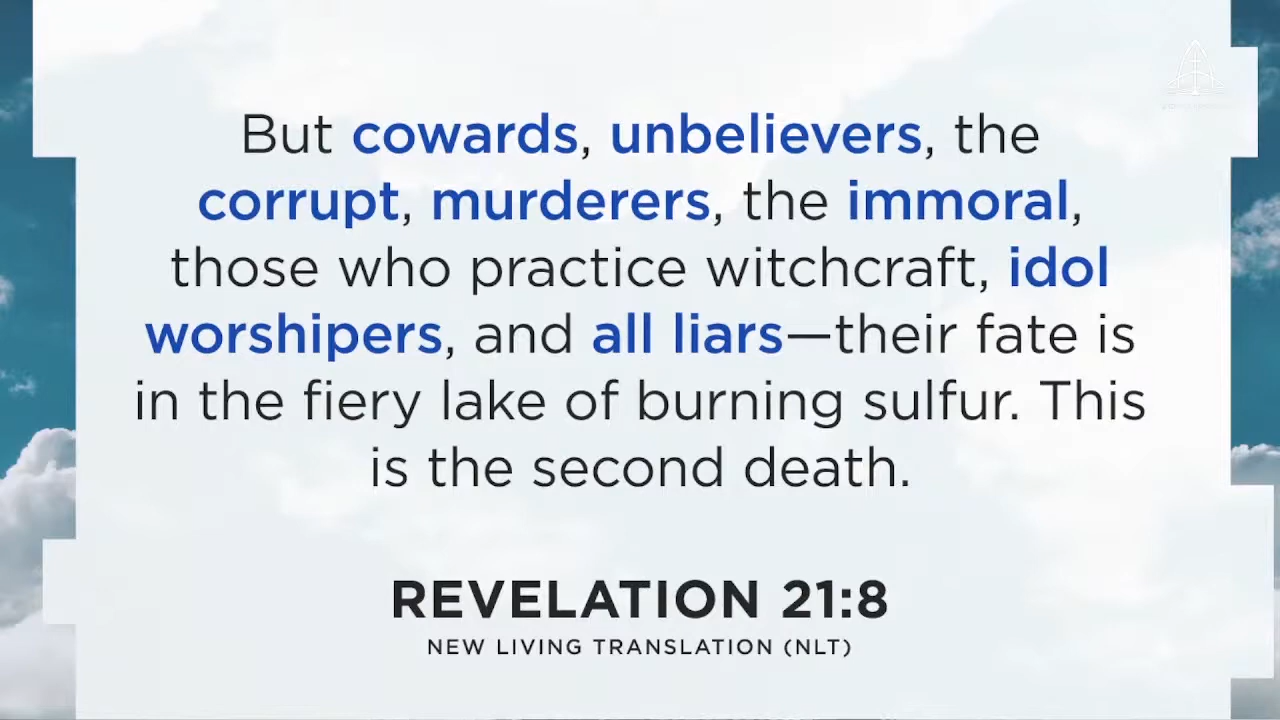 But cowards, unbelievers, the
corrupt, murderers, the immoral,
those who practice witchcraft, idol
worshipers, and all liars—their fate is
in the fiery lake of burning sulfur. This
is the second death.
REVELATION 21:8
NEW LIVING TRANSLATION (NLT)